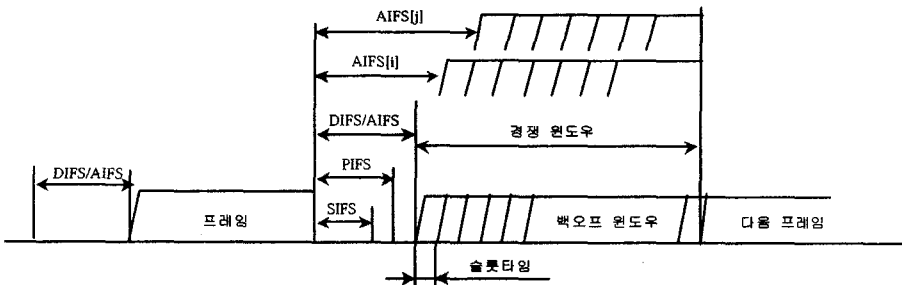 AIFS[j]
AIFS[i]
DIFS/AIFS
경쟁 윈도우
DIFS/AIFS
PIFS
SIFS
프레임
백오프 윈도우
다음 프레임
슬롯타임